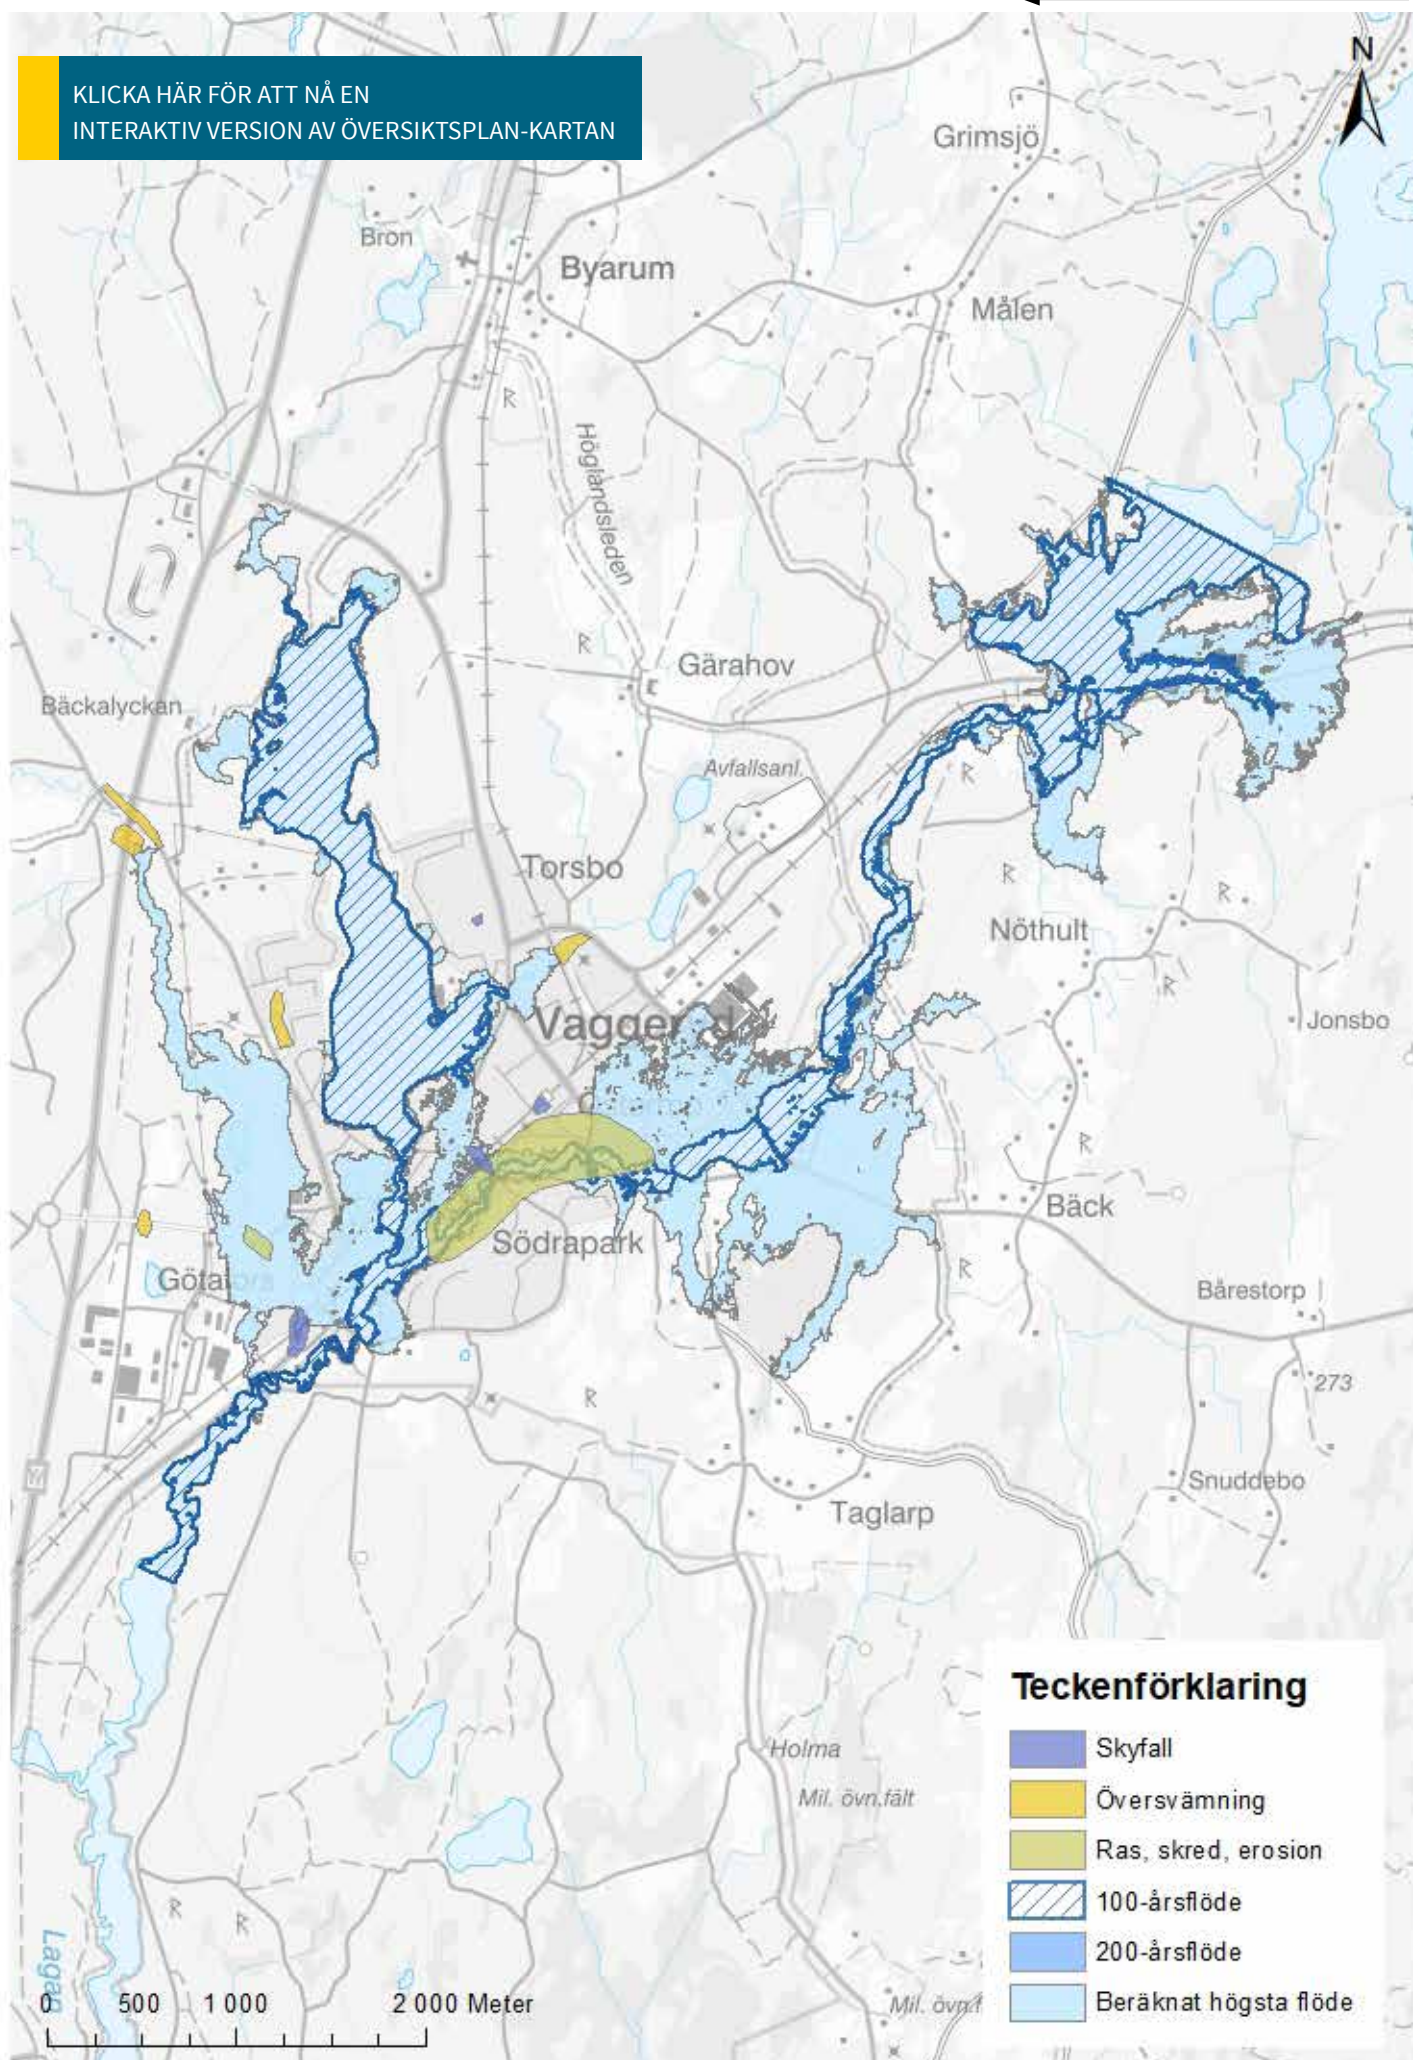 KLICKA HÄR FÖR ATT NÅ EN
INTERAKTIV VERSION AV ÖVERSIKTSPLAN-KARTAN
N
Grimsjö
Bron
Byarum
Målen
R
Höglandsleden
R
Gärahov
E
Bäckalyckan
Avfallsanl.
R
Torsbo
R
R
Nöthult
R
Jonsbo
R
Bäck
Södrapark
R
Bårestorp
273
R
Snuddebo
Taglarp
Holma
Mil. övn.fält
R
R
Lagan
Mil. övn.f
0 500 1 000 2 000 Meter
Teckenförklaring
Skyfall
Översvämning
Ras, skred, erosion
100-årsflöde
200-årsflöde
Beräknat högsta flöde